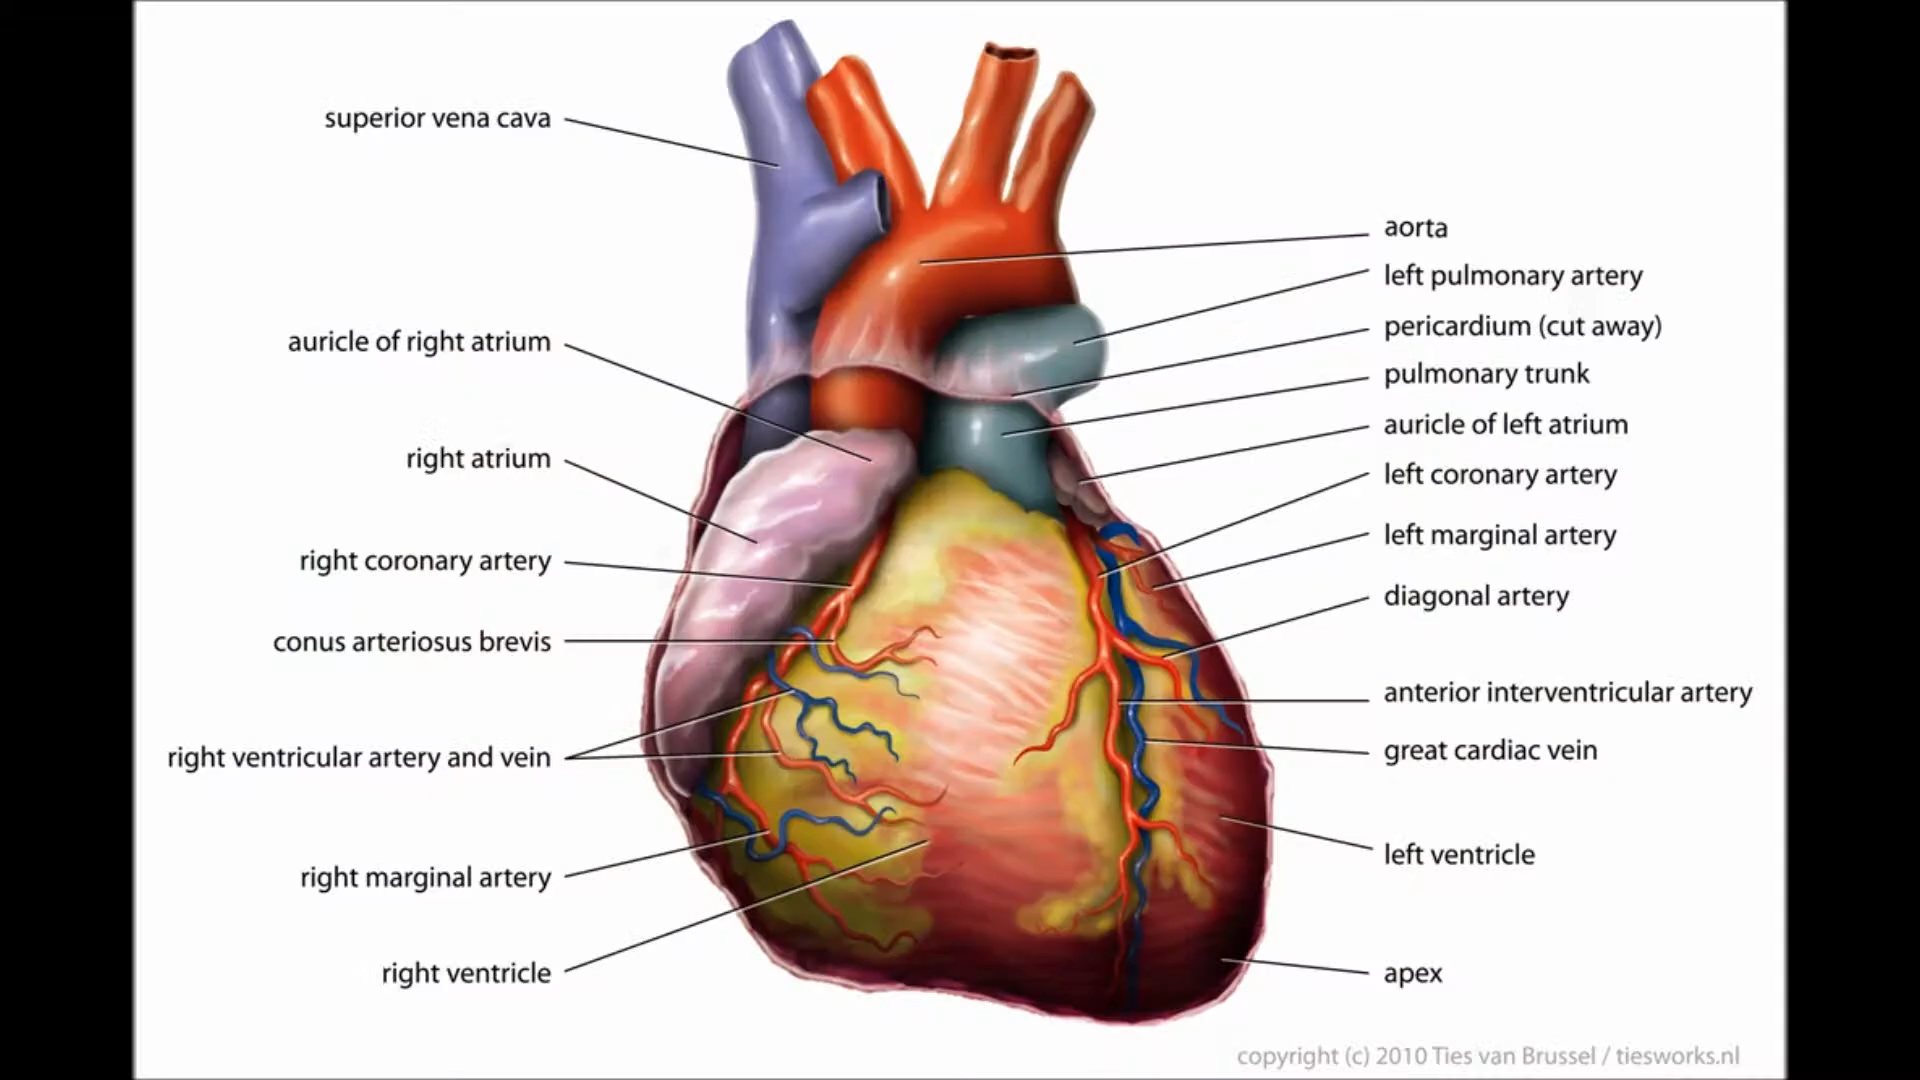 superior vena cava
auricle of right atrium
right atrium
right coronary artery
conus arteriosus brevis
right ventricular artery and vein
right marginal artery
right ventricle
aorta
left pulmonary artery
pericardium (cut away)
pulmonary trunk
auricle of left atrium
left coronary artery
left marginal artery
diagonal artery
anterior interventricular artery
great cardiac vein
left ventricle
apex
copyright (c) 2010 Ties van Brussel / tiesworks.nl